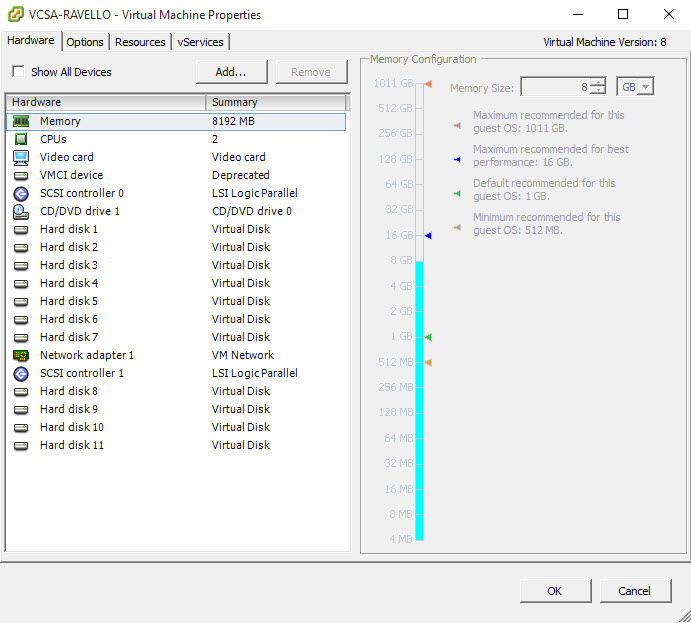 VCSA-RAVELLO - Virtual Machine Properties
Hardware Options Resources vServices Virtual Machine Version: 8
Show All Devices Add... Remove
Hardware Summary
Memory 8192 MB
CPUs 2
Video card Video card
VMCI device Deprecated
SCSI controller 0 LSI Logic Parallel
CD/DVD drive 1 CD/DVD drive 0
Hard disk 1 Virtual Disk
Hard disk 2 Virtual Disk
Hard disk 3 Virtual Disk
Hard disk 4 Virtual Disk
Hard disk 5 Virtual Disk
Hard disk 6 Virtual Disk
Hard disk 7 Virtual Disk
Network adapter 1 VM Network
SCSI controller 1 LSI Logic Parallel
Hard disk 8 Virtual Disk
Hard disk 9 Virtual Disk
Hard disk 10 Virtual Disk
Hard disk 11 Virtual Disk
Memory Configuration
1011 GB
512 GB
256 GB
128 GB
64 GB
32 GB
16 GB
8 GB
4 GB
2 GB
1 GB
512 MB
256 MB
128 MB
64 MB
32 MB
16 MB
8 MB
4 MB
Memory Size: 8 GB
Maximum recommended for this
guest OS: 1011 GB.
Maximum recommended for best
performance: 16 GB.
Default recommended for this
guest OS: 1 GB.
Minimum recommended for this
guest OS: 512 MB.
OK Cancel